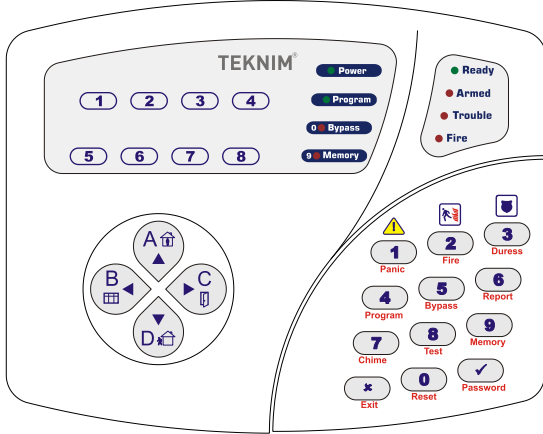 TEKNIM®
Power
1 2 3 4
Program
0 Bypass
5 6 7 8
9 Memory
Ready
Armed
Trouble
Fire
A
B
C
D
!
1
Panic
2
Fire
3
Duress
4
Program
5
Bypass
6
Report
7
Chime
8
Test
9
Memory
Exit
0
Reset
Password